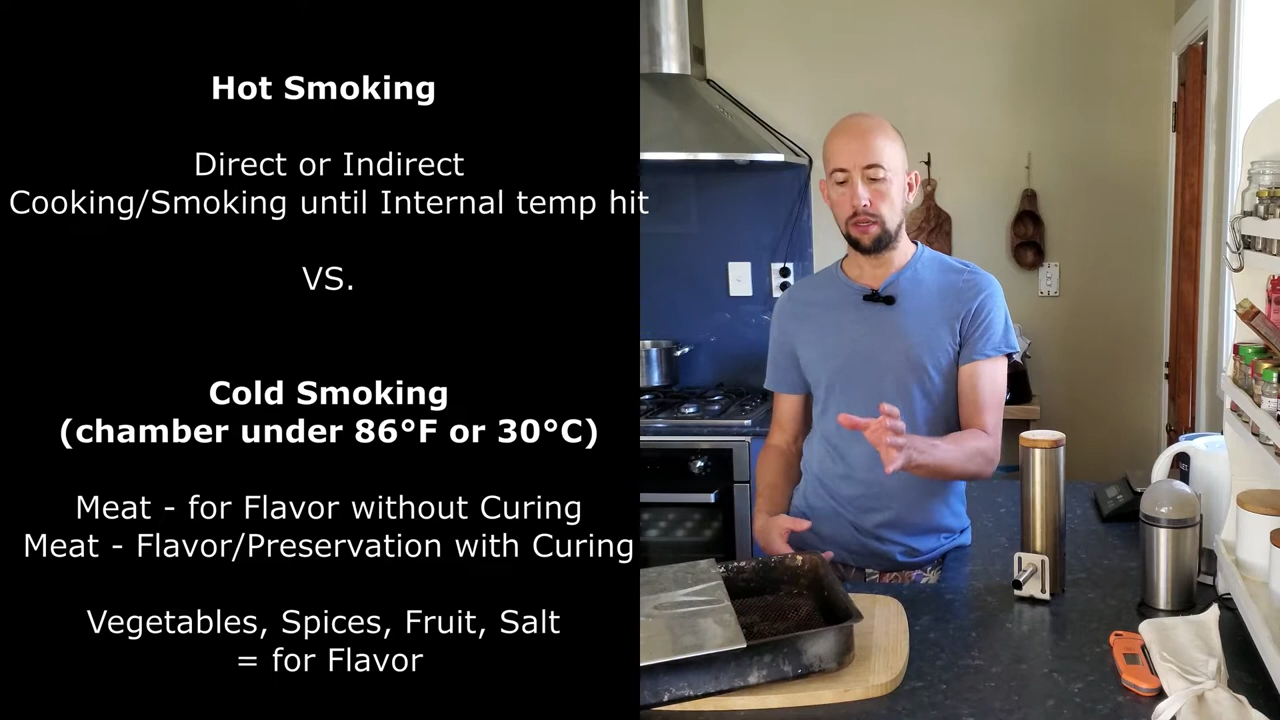 Hot Smoking
Direct or Indirect
Cooking/Smoking until Internal temp hit
VS.
Cold Smoking
(chamber under 86°F or 30°C)
Meat - for Flavor without Curing
Meat - Flavor/Preservation with Curing
Vegetables, Spices, Fruit, Salt
= for Flavor